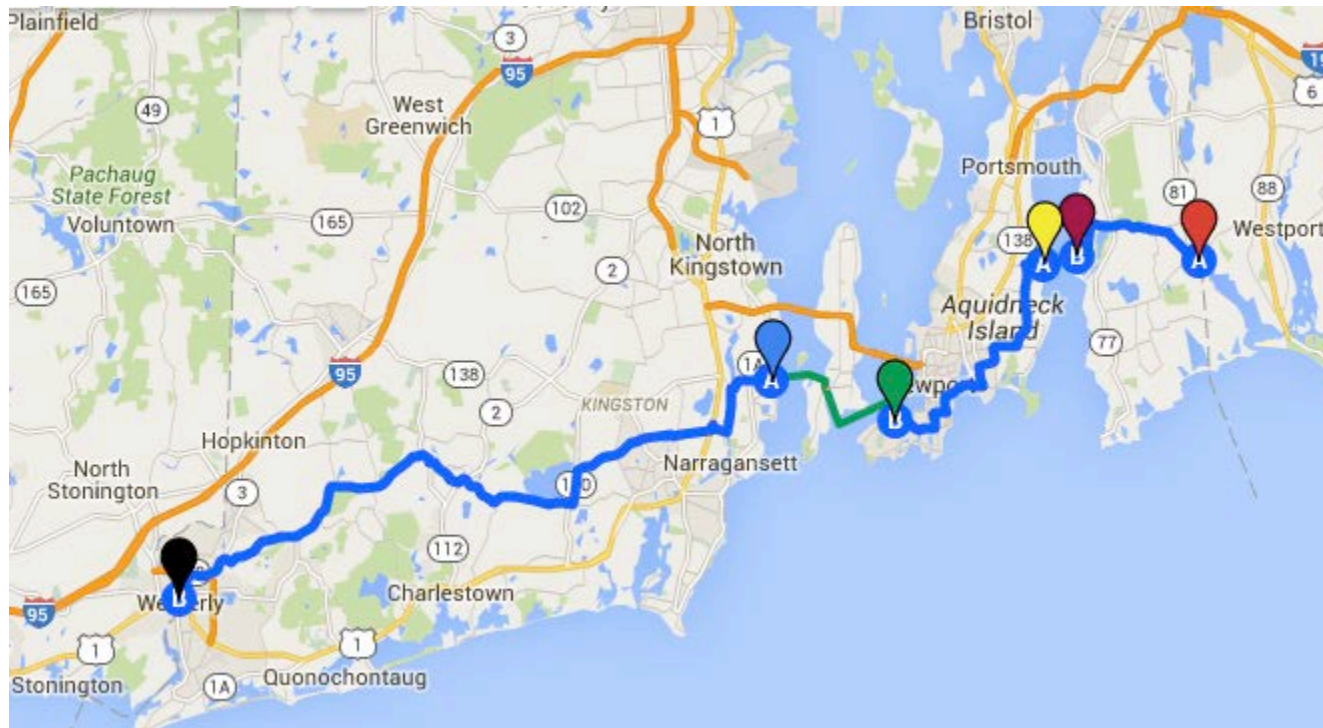 Plainfield
Bristol
3
95
19
6
49
West
Greenwich
1
Pachaug
State Forest
Portsmouth
81
88
Voluntown
165
102
138
Westport
North
Kingstown
2
165
A
B
A
Aquidneck
Island
77
95
138
1A
A
2
KINGSTON
B
Hopkinton
North
Stonington
3
Narragansett
112
Charlestown
B
95
1
1
Stonington
1A
Quonochontaug